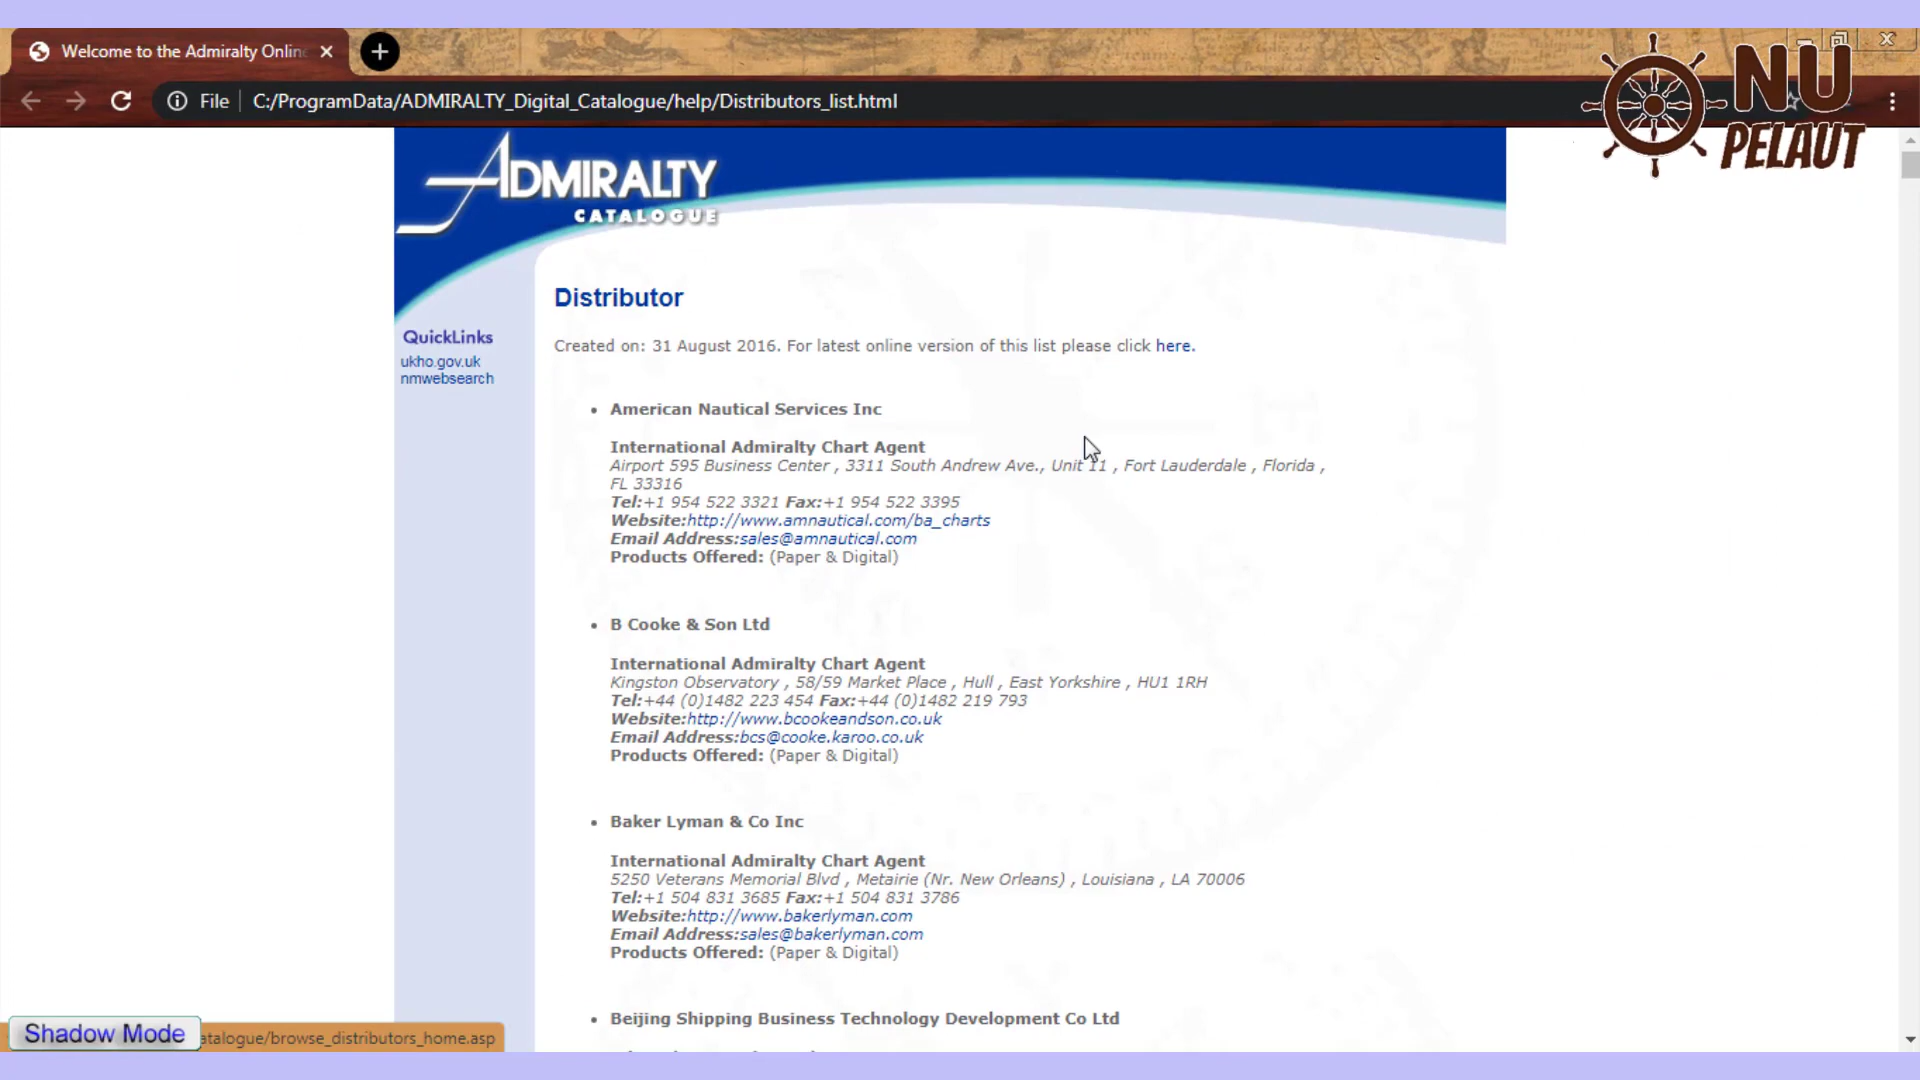 Welcome to the Admiralty Onlin
File C:/ProgramData/ADMIRALTY_Digital_Catalogue/help/Distributors_list.html
NU
PELAUT
ADMIRALTY
CATALOGUE
QuickLinks
ukho.gov.uk
nmwebsearch
Distributor
Created on: 31 August 2016. For latest online version of this list please click here.
• American Nautical Services Inc
International Admiralty Chart Agent
Airport 595 Business Center , 3311 South Andrew Ave., Unit 11 , Fort Lauderdale , Florida ,
FL 33316
Tel:+1 954 522 3321 Fax:+1 954 522 3395
Website:http://www.amnautical.com/ba_charts
Email Address:sales@amnautical.com
Products Offered: (Paper & Digital)
• B Cooke & Son Ltd
International Admiralty Chart Agent
Kingston Observatory , 58/59 Market Place , Hull , East Yorkshire , HU1 1RH
Tel:+44 (0)1482 223 454 Fax:+44 (0)1482 219 793
Website:http://www.bcookeandson.co.uk
Email Address:bcs@cooke.karoo.co.uk
Products Offered: (Paper & Digital)
• Baker Lyman & Co Inc
International Admiralty Chart Agent
5250 Veterans Memorial Blvd , Metairie (Nr. New Orleans) , Louisiana , LA 70006
Tel:+1 504 831 3685 Fax:+1 504 831 3786
Website:http://www.bakerlyman.com
Email Address:sales@bakerlyman.com
Products Offered: (Paper & Digital)
• Beijing Shipping Business Technology Development Co Ltd
Shadow Mode
atalogue/browse_distributors_home.asp